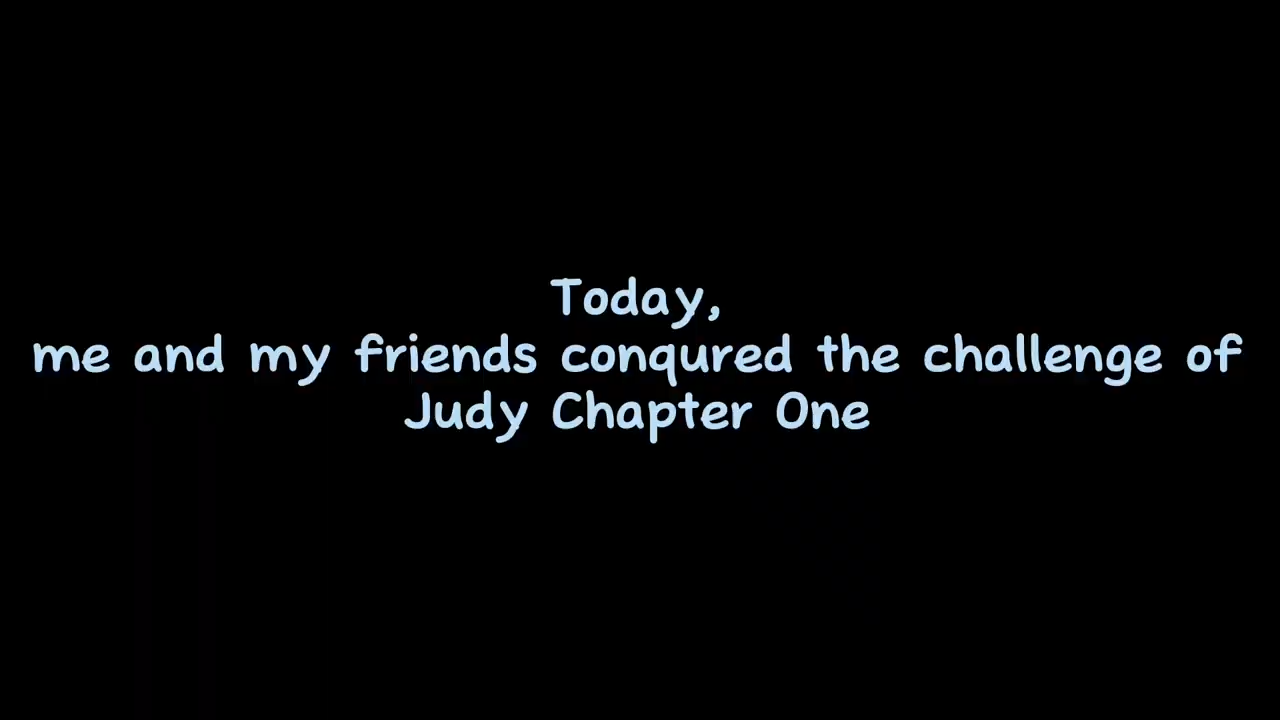 Today,
me and my friends conqured the challenge of
Judy Chapter One